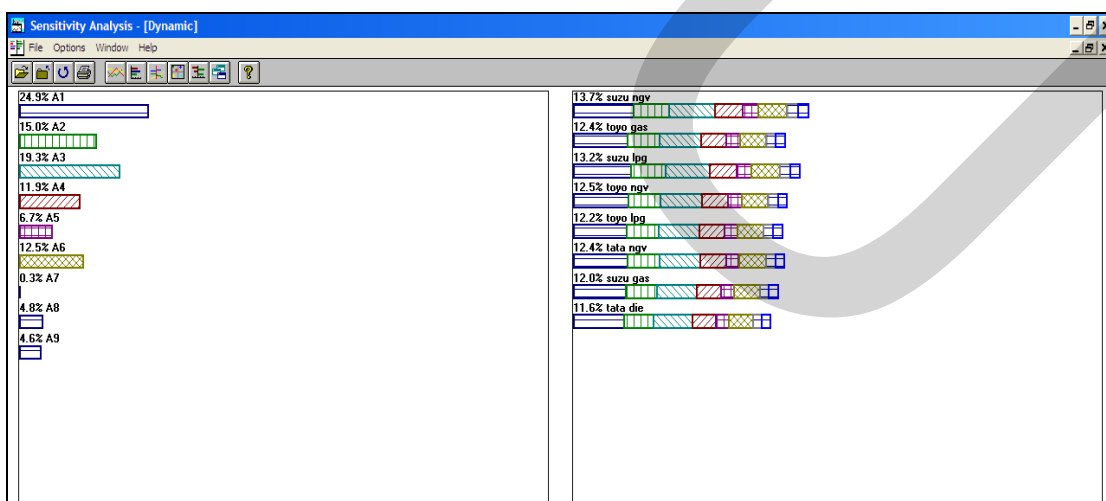 Sensitivity Analysis - [Dynamic]
File Options Window Help
24.9% A1
15.0% A2
19.3% A3
11.9% A4
6.7% A5
12.5% A6
0.3% A7
4.8% A8
4.6% A9
13.7% suzu ngv
12.4% toyo gas
13.2% suzu lpg
12.5% toyo ngv
12.2% toyo lpg
12.4% tata ngv
12.0% suzu gas
11.6% tata die